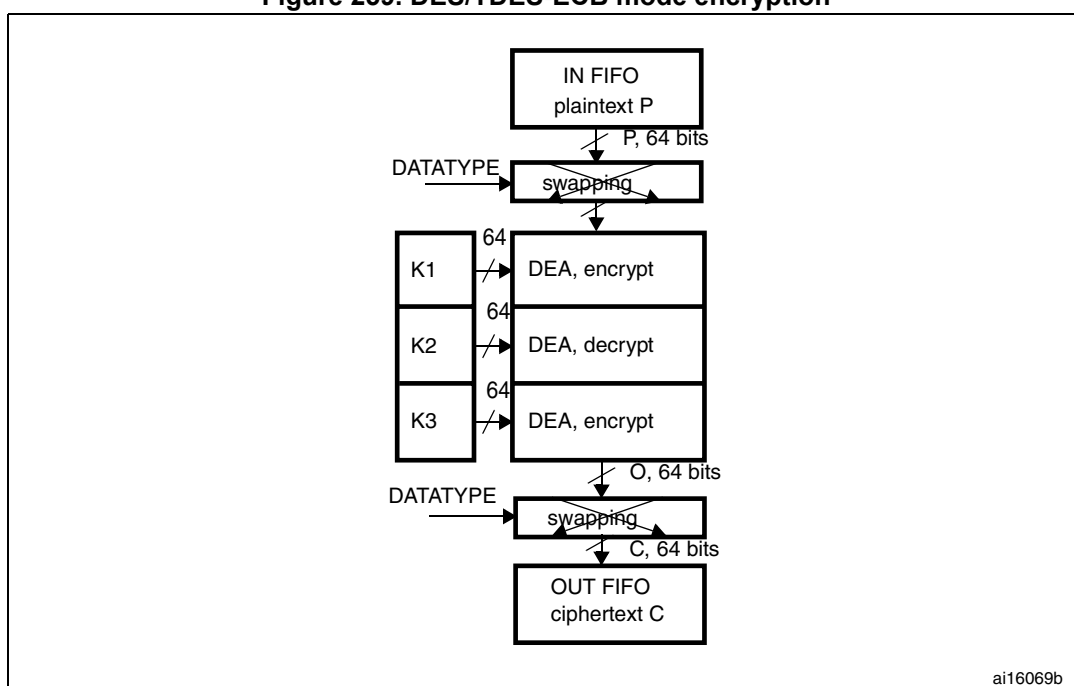 IN FIFO
plaintext P
P, 64 bits
DATATYPE
swapping
64
K1
DEA, encrypt
64
K2
DEA, decrypt
64
K3
DEA, encrypt
O, 64 bits
DATATYPE
swapping
C, 64 bits
OUT FIFO
ciphertext C
ai16069b